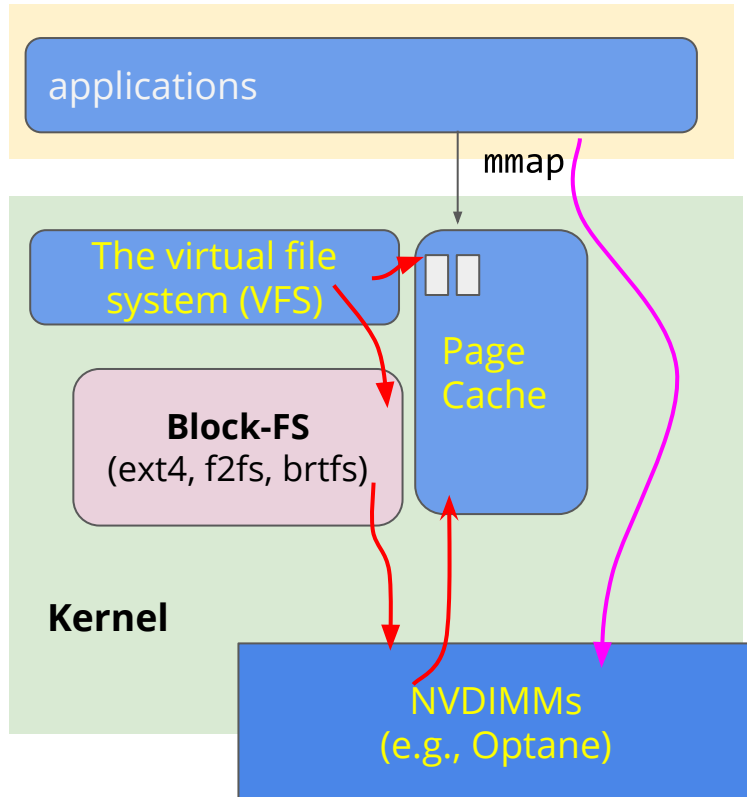 applications
mmap
The virtual file
system (VFS)
Page
Cache
Block-FS
(ext4, f2fs, brtfs)
Kernel
NVDIMMs
(e.g., Optane)